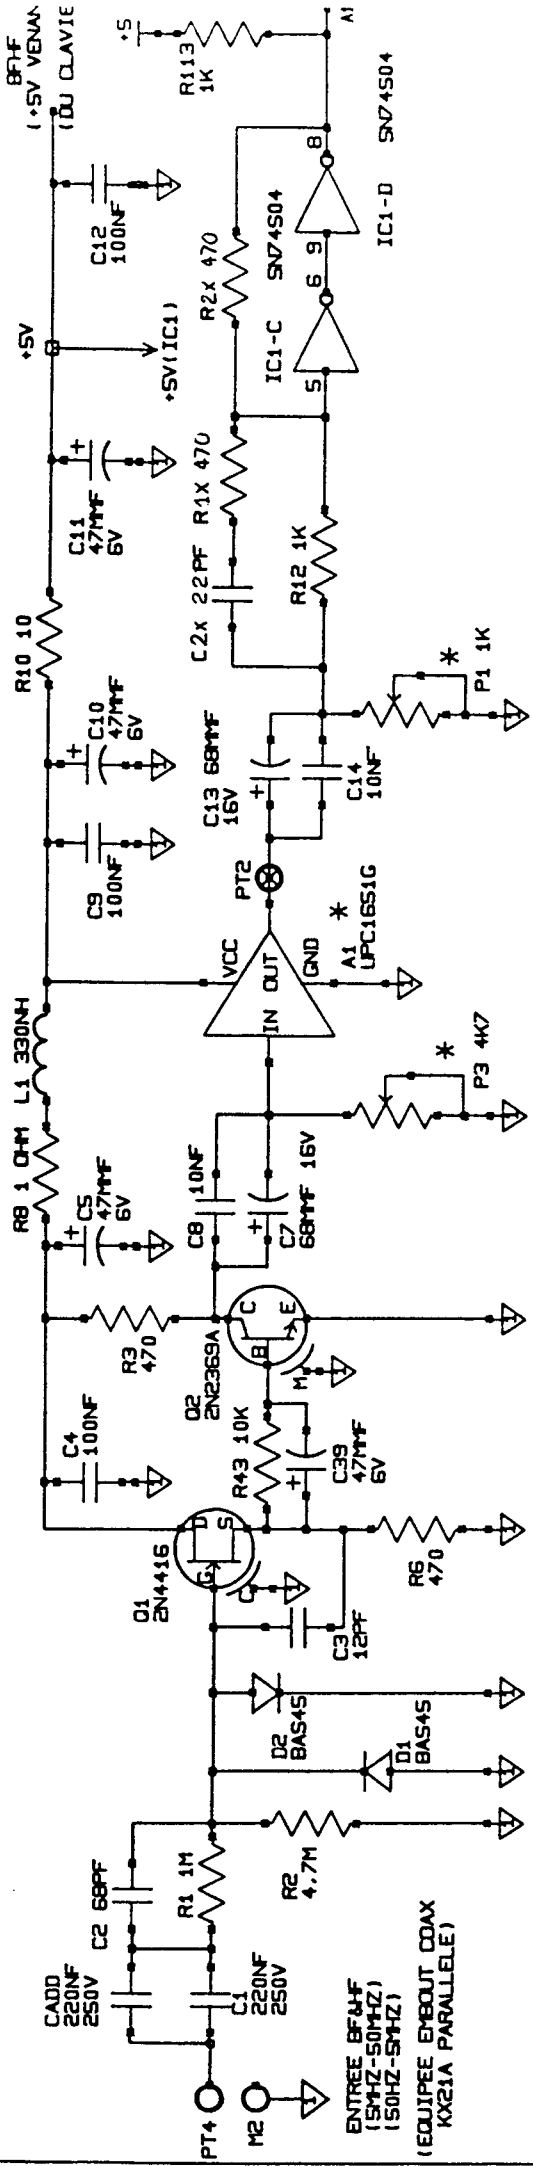 BFHF
(+5V VENAN
(DU CLAVIE
+5
R113
1K
A1
C12
100NF
+5V
+5V(IC1)
R2X 470
SN74S04
8
9
6
5
IC1-D
SN74S04
IC1-C
C11
47MMF
6V
+
R1X 470
C2X 22PF
R12 1K
R10 10
C10
47MMF
6V
+
C9
100NF
C13 68MMF
16V
+
C14
10NF
*
P1 1K
PT2
VCC
IN OUT
GND
A1
UPC1651G
*
L1 330NH
R8 1 OHM
C5
47MMF
6V
+
C8
10NF
C7
68MMF 16V
+
*
P3 4K7
R3
470
Q2
2N2369A
C
B
E
M
C4
100NF
R43 10K
C39
47MMF
6V
+
Q1
2N4416
D
G
S
C
C3
12PF
R6
470
D2
BAS45
D1
BAS45
C2 68PF
R1 1M
R2
4,7M
CADD
220NF
250V
C1
220NF
250V
PT4
M2
ENTREE BF&HF
(5MHZ-50MHZ)
(50HZ-5MHZ)
(EQUIPEE EMBOUT COAX
KX21A PARALLELE)